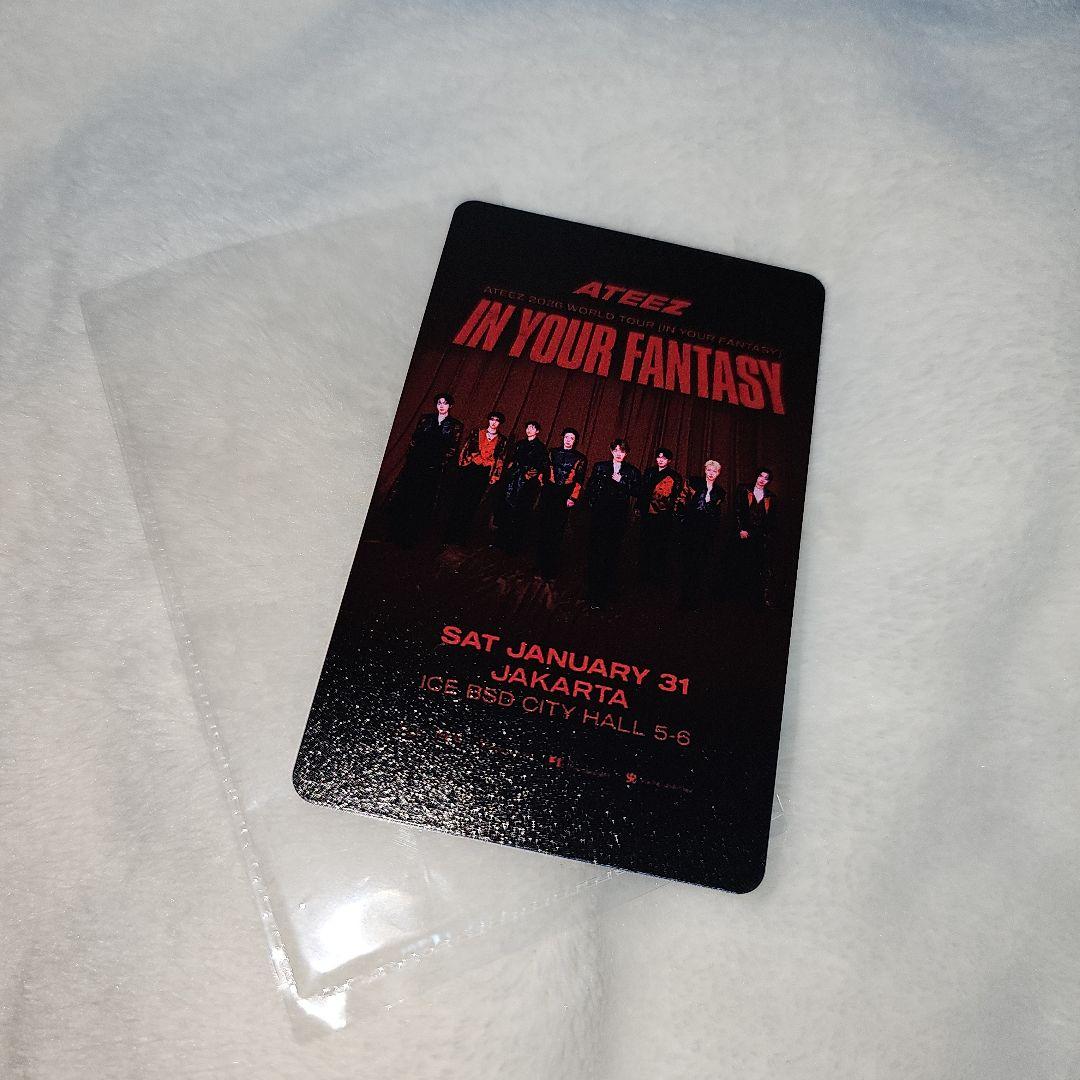 ATEEZ
ATEEZ 2026 WORLD TOUR [IN YOUR FANTASY]
IN YOUR FANTASY
SAT JANUARY 31
JAKARTA
ICE BSD CITY HALL 5-6